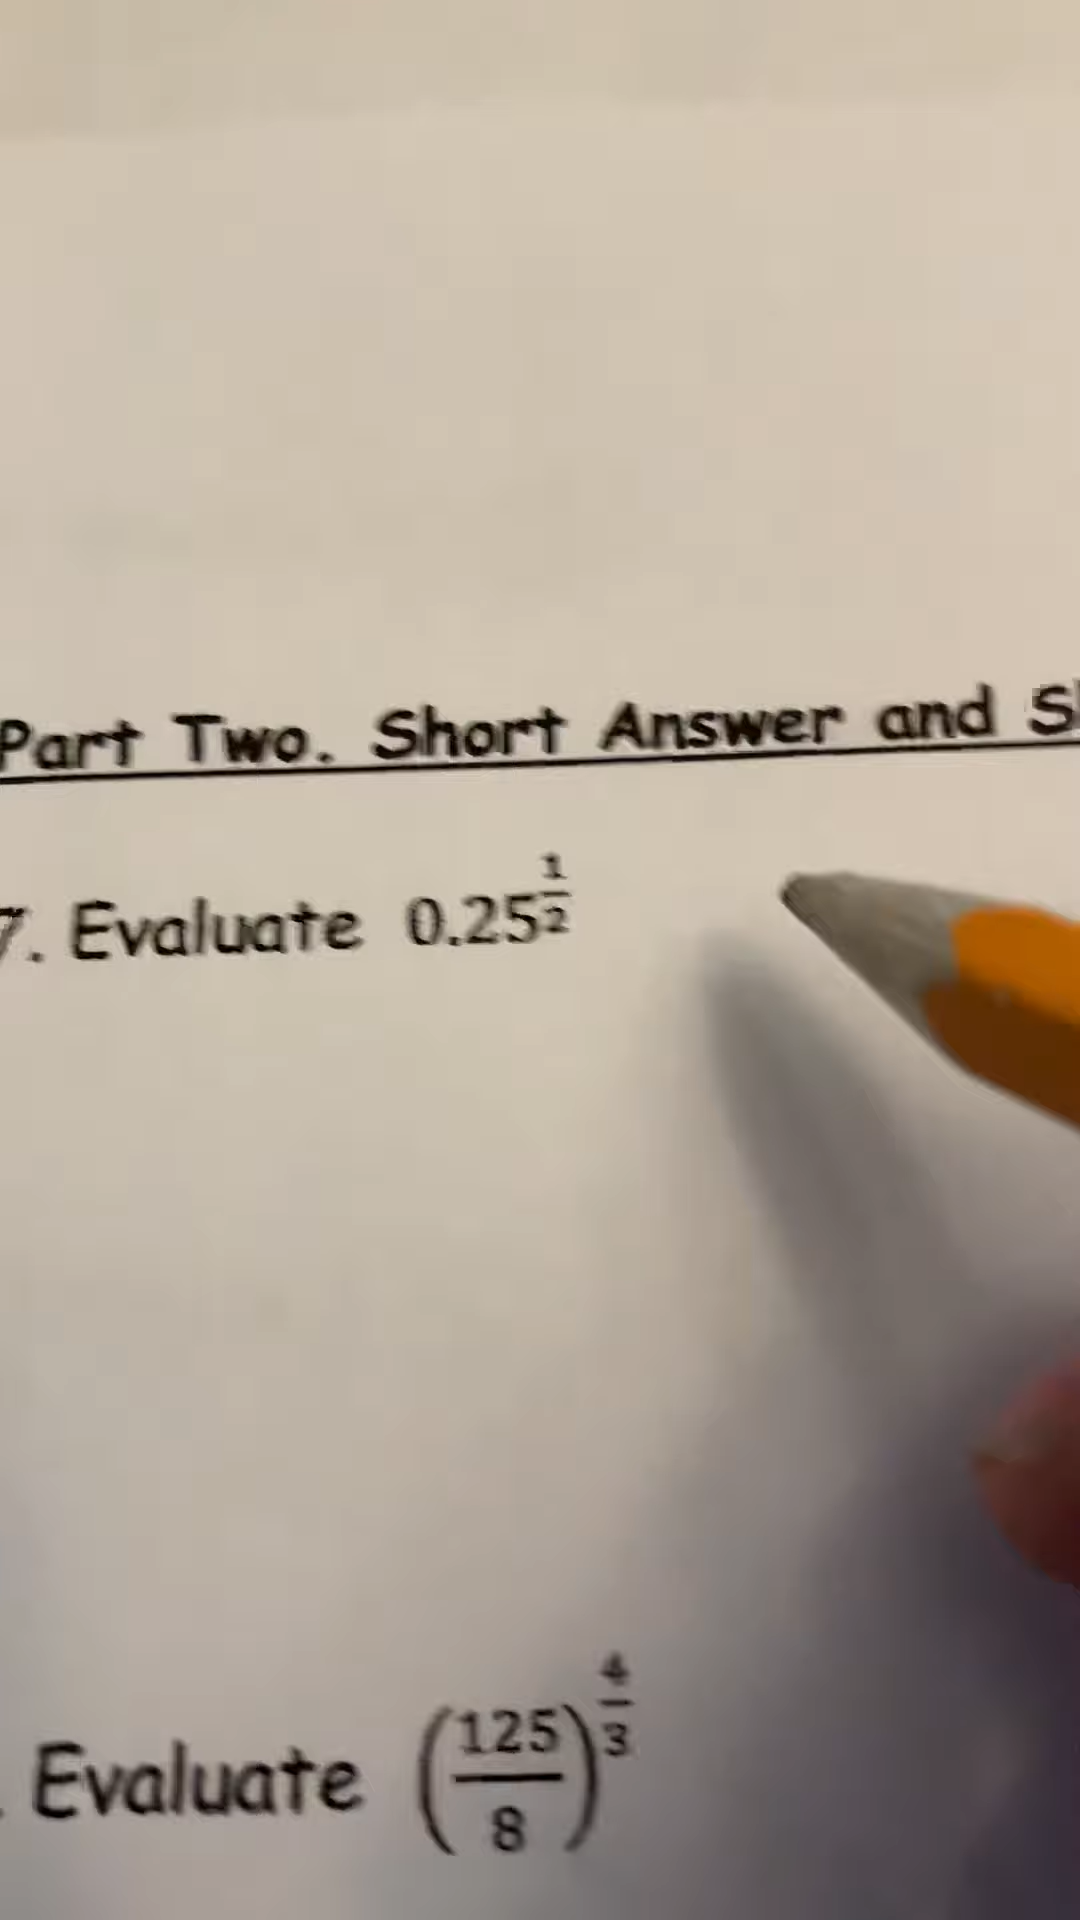 Part Two. Short Answer and
7. Evaluate 0.25^(1/2)
. Evaluate (125/8)^(4/3)